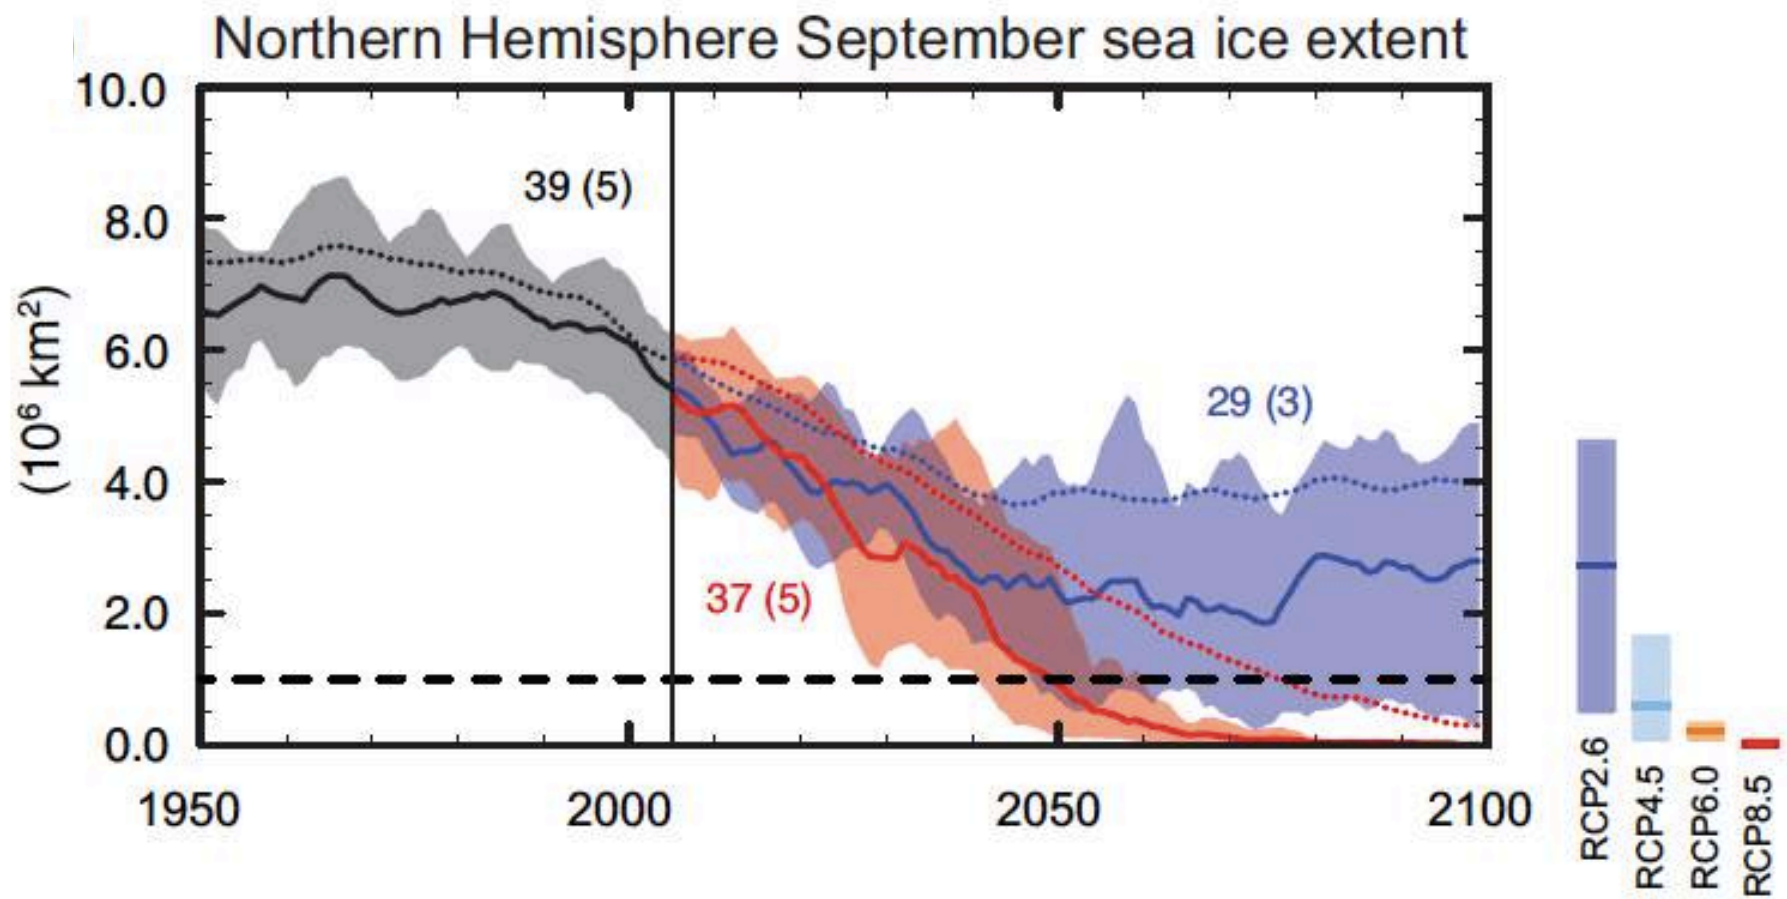 Northern Hemisphere September sea ice extent
(10⁶ km²)
10.0
8.0
6.0
4.0
2.0
0.0
39 (5)
29 (3)
37 (5)
1950
2000
2050
2100
RCP2.6
RCP4.5
RCP6.0
RCP8.5